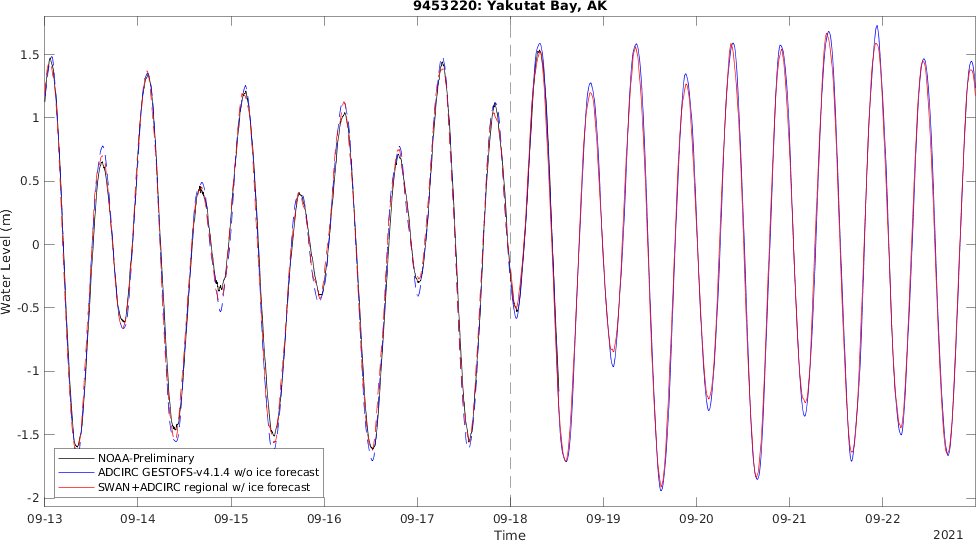 9453220: Yakutat Bay, AK
Water Level (m)
1.5
1
0.5
0
-0.5
-1
-1.5
-2
NOAA-Preliminary
ADCIRC GESTOFS-v4.1.4 w/o ice forecast
SWAN+ADCIRC regional w/ ice forecast
09-13 09-14 09-15 09-16 09-17 09-18 09-19 09-20 09-21 09-22
Time
2021